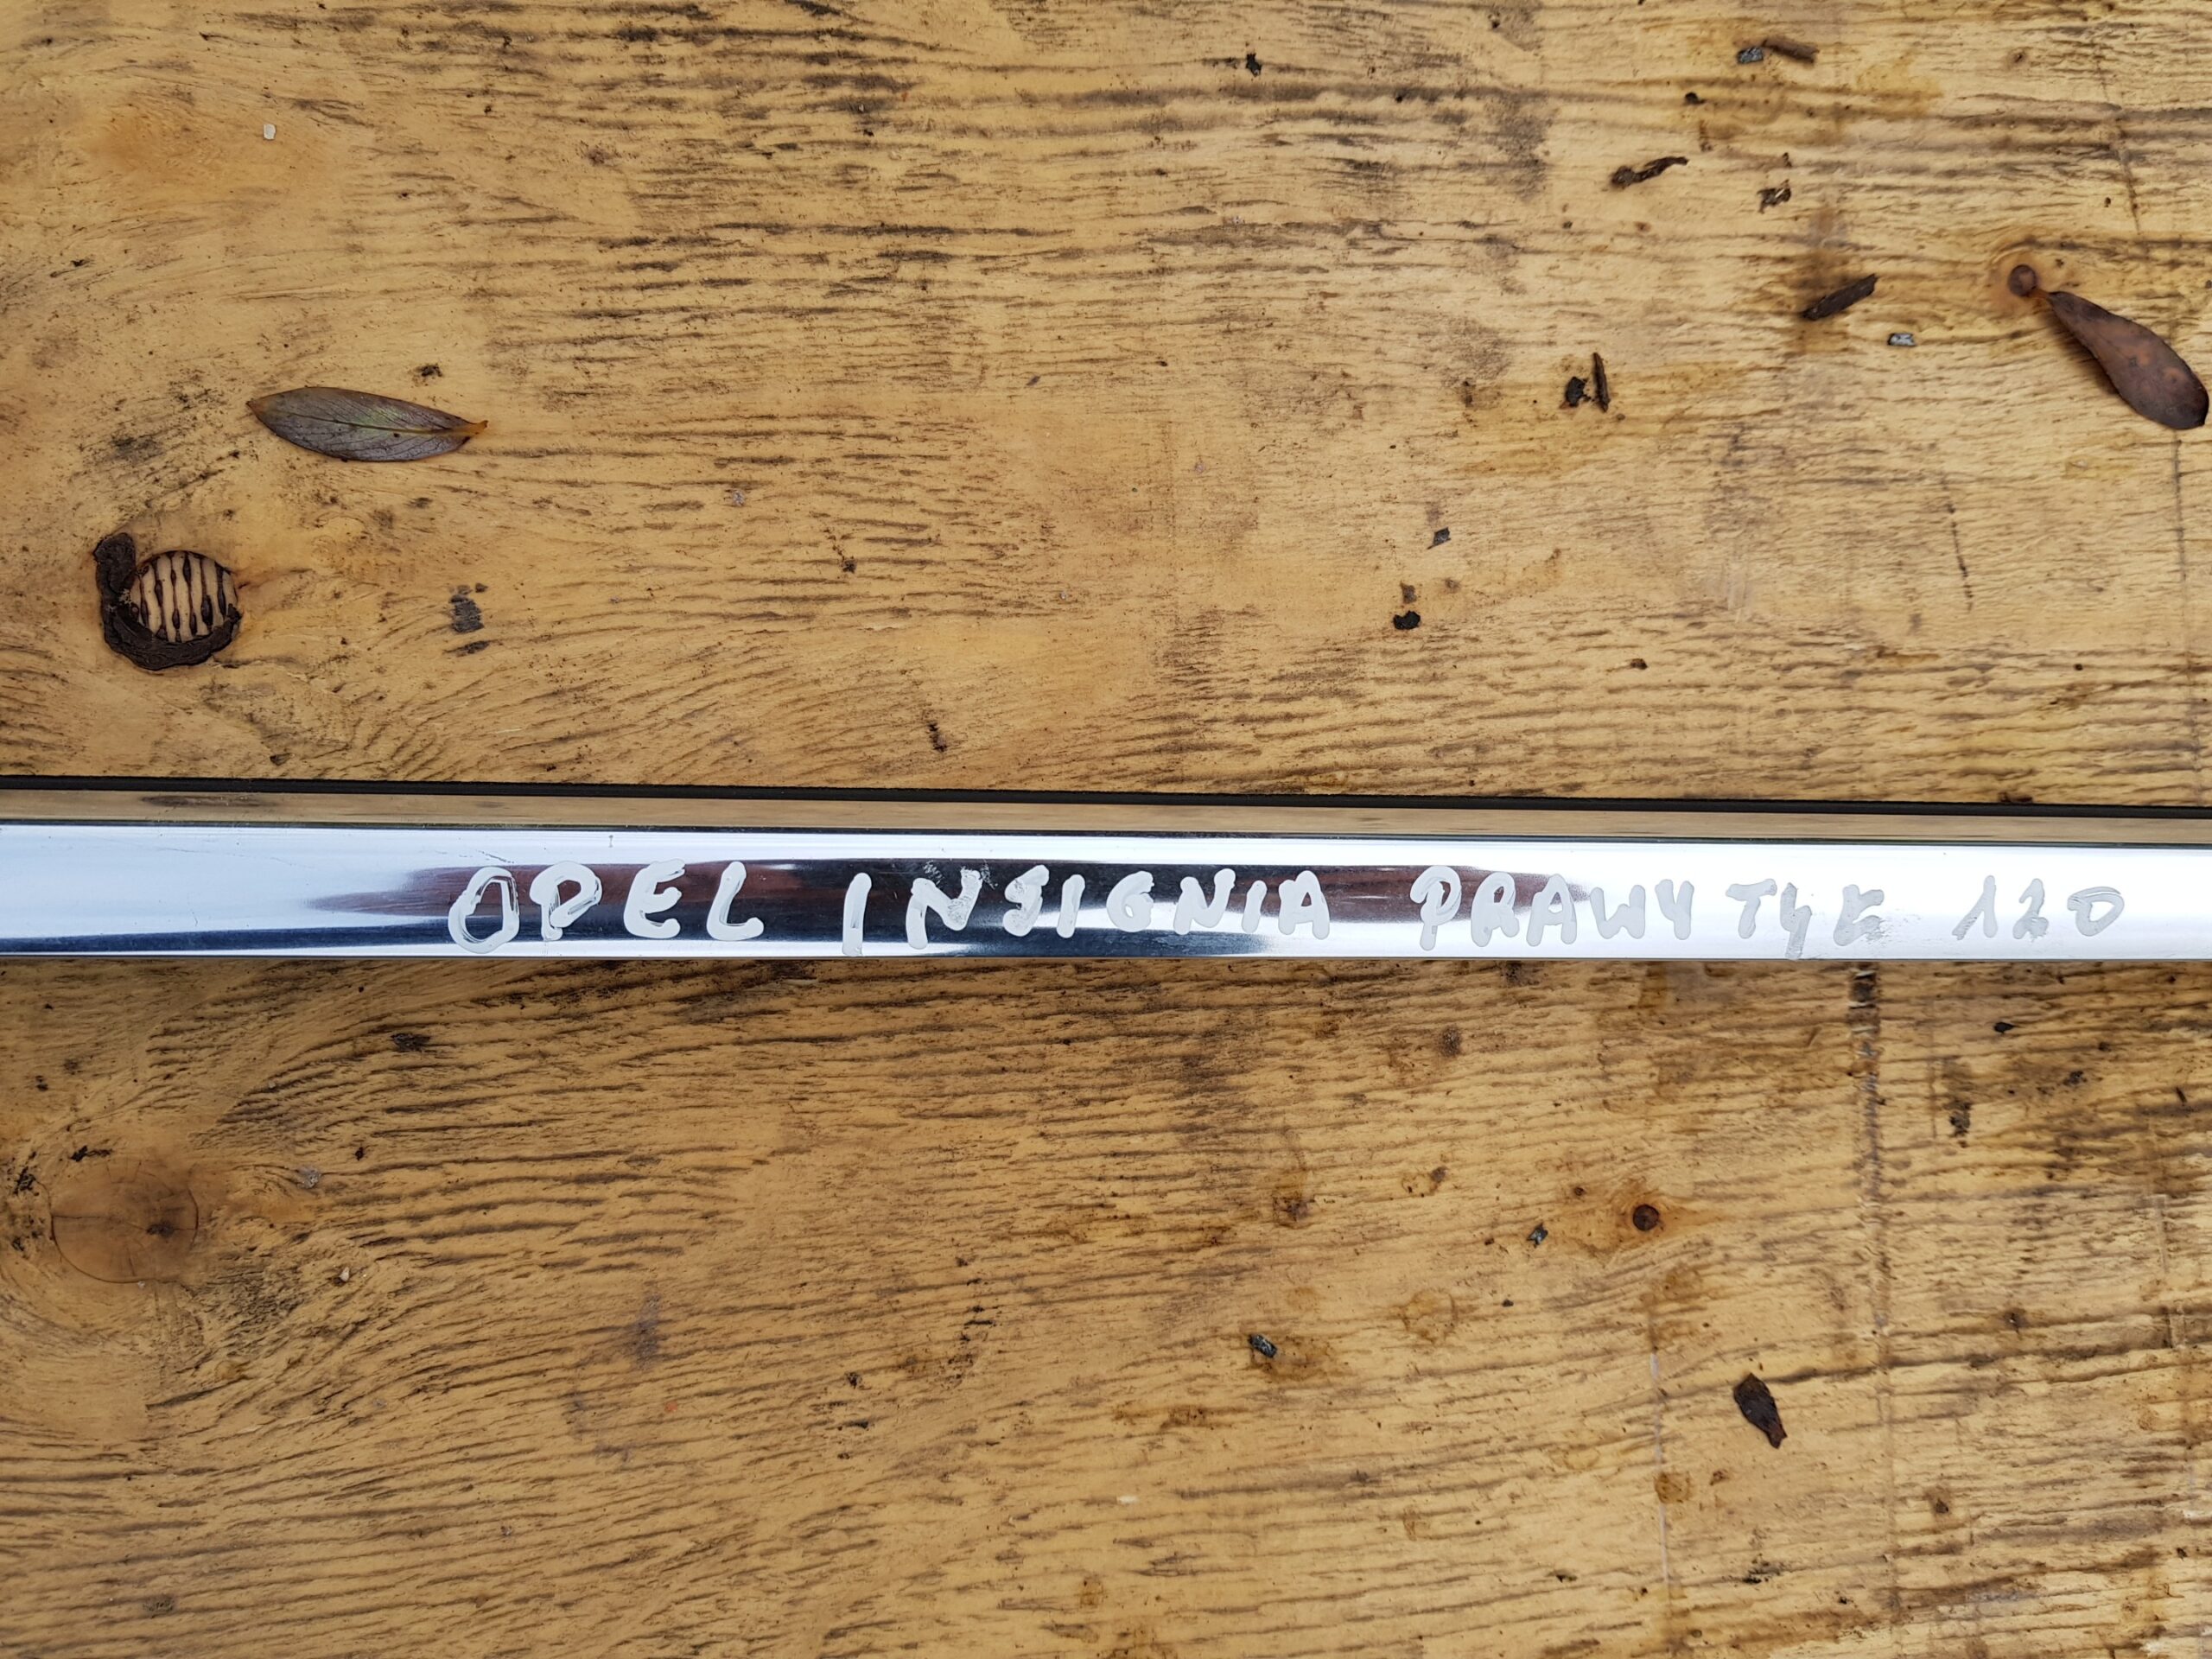 OPEL INSIGNIA PRAWY TYŁ 120